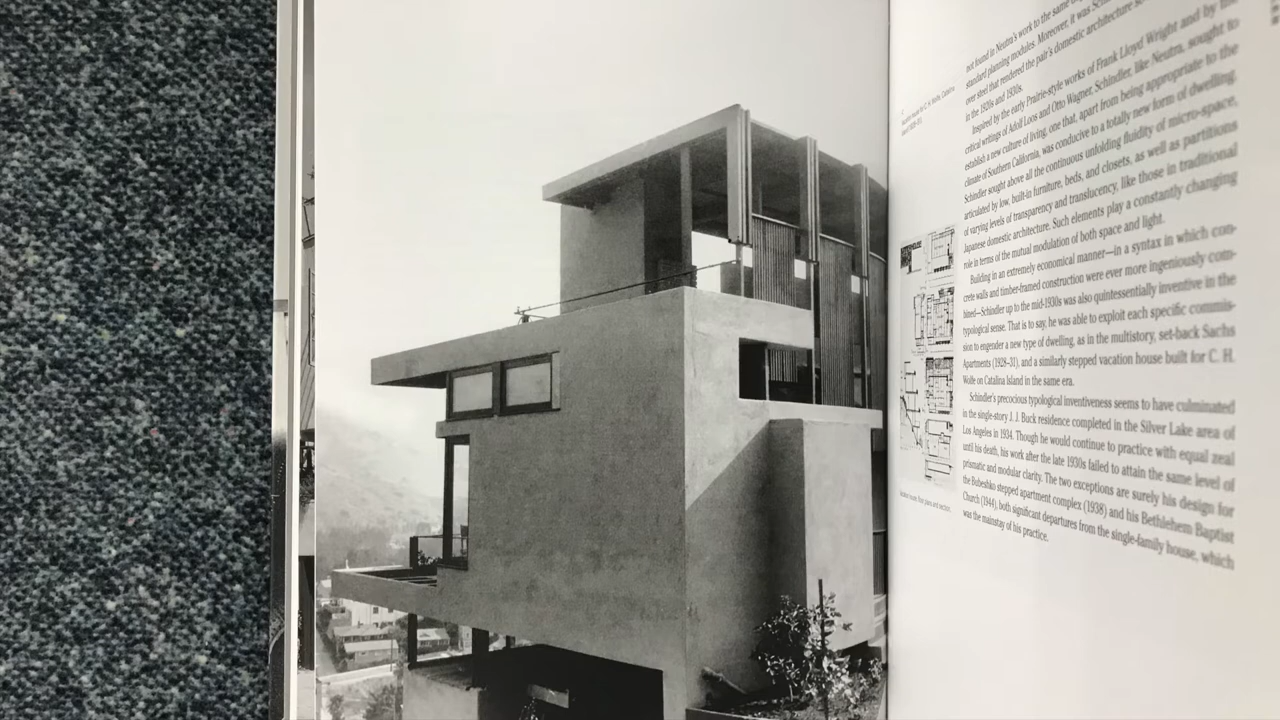 not found in Neutra's work to the same
standard planning modules. Moreover, it was
over steel that rendered the pair's domestic architecture
in the 1920s and 1930s.
Inspired by the early Prairie-style works of Frank Lloyd Wright and by the
critical writings of Adolf Loos and Otto Wagner, Schindler, like Neutra, sought to
establish a new culture of living, one that, apart from being appropriate to the
climate of Southern California, was conducive to a totally new form of dwelling.
Schindler sought above all the continuous unfolding fluidity of micro-space,
articulated by low, built-in furniture, beds, and closets, as well as partitions
of varying levels of transparency and translucency, like those in traditional
Japanese domestic architecture. Such elements play a constantly changing
role in terms of the mutual modulation of both space and light.
Building in an extremely economical manner—in a syntax in which con-
crete walls and timber-framed construction were ever more ingeniously com-
bined—Schindler up to the mid-1930s was also quintessentially inventive in the
typological sense. That is to say, he was able to exploit each specific commis-
sion to engender a new type of dwelling, as in the multistory, set-back Sachs
Apartments (1928–31), and a similarly stepped vacation house built for C. H.
Wolfe on Catalina Island in the same era.
Schindler's precocious typological inventiveness seems to have culminated
in the single-story J. J. Buck residence completed in the Silver Lake area of
Los Angeles in 1934. Though he would continue to practice with equal zeal
until his death, his work after the late 1930s failed to attain the same level of
prismatic and modular clarity. The two exceptions are surely his design for
the Bubeshko stepped apartment complex (1938) and his Bethlehem Baptist
Church (1944), both significant departures from the single-family house, which
was the mainstay of his practice.